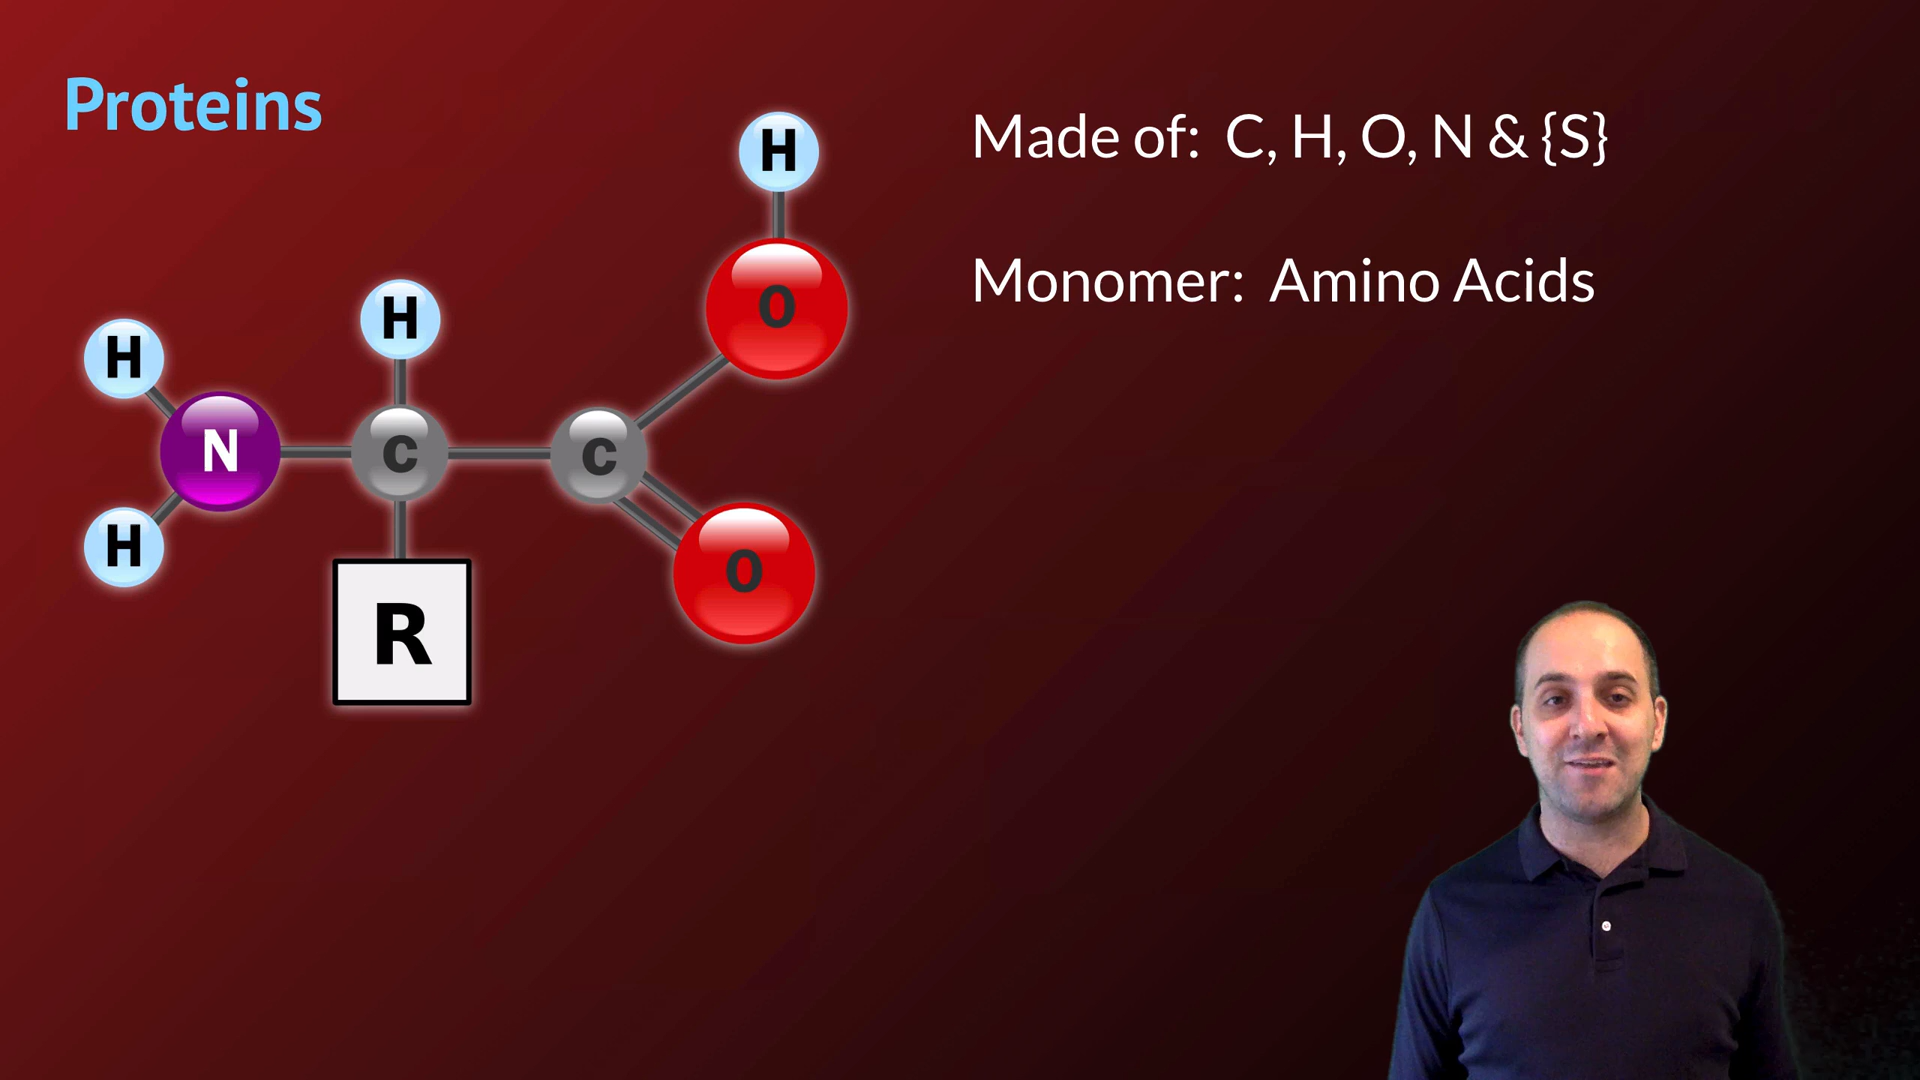 Proteins
Made of: C, H, O, N & {S}
Monomer: Amino Acids
H
O
H
H
N
C
C
H
O
R